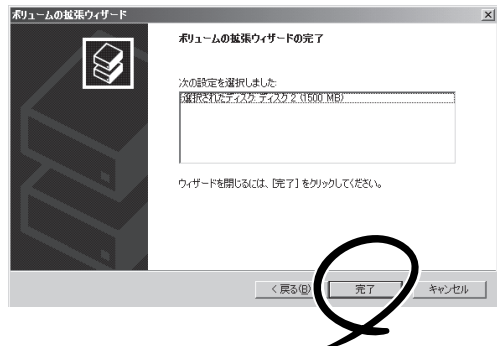 ボリュームの拡張ウィザード
ボリュームの拡張ウィザードの完了
次の設定を選択しました:
選択されたディスク: ディスク 2 (1500 MB)
ウィザードを閉じるには、[完了] をクリックしてください。
< 戻る(B)
完了
キャンセル